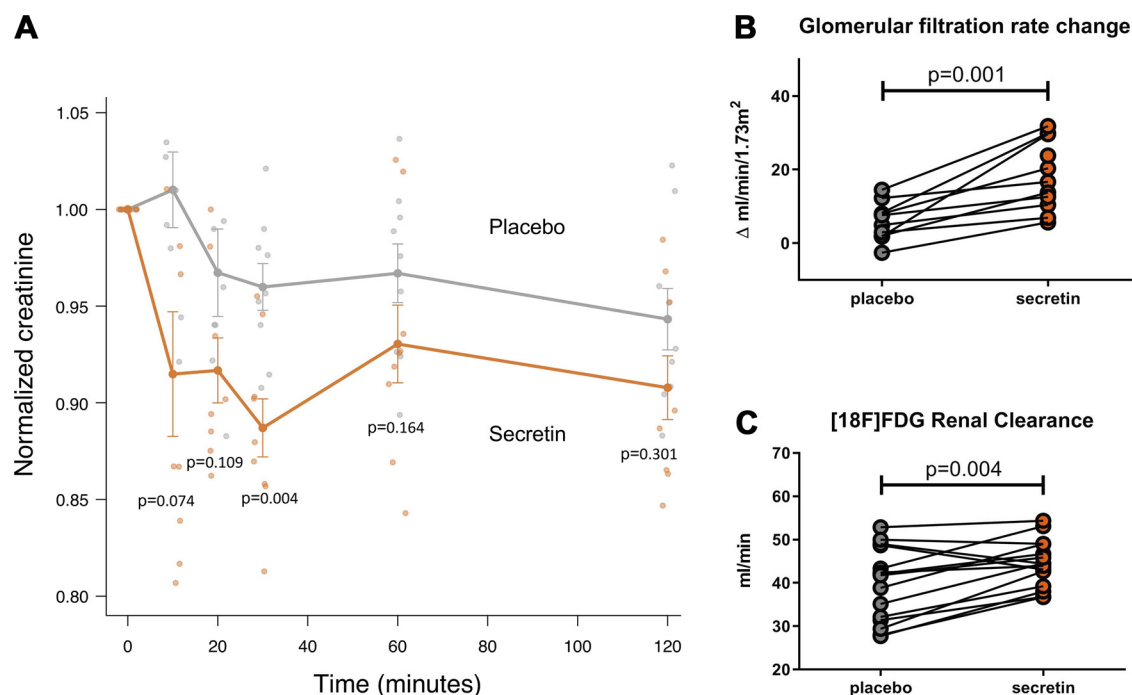 A
Normalized creatinine
1.05
1.00
0.95
0.90
0.85
0.80
Placebo
Secretin
p=0.074
p=0.109
p=0.004
p=0.164
p=0.301
0
20
40
60
80
100
120
Time (minutes)
B
Glomerular filtration rate change
p=0.001
Δ ml/min/1.73m²
40
20
0
placebo
secretin
C
[18F]FDG Renal Clearance
p=0.004
ml/min
70
60
50
40
30
20
placebo
secretin